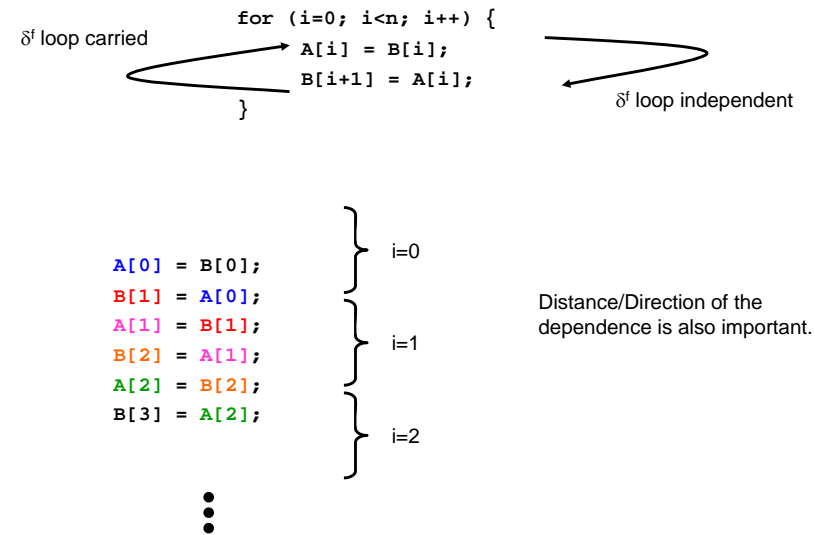 for (i=0; i<n; i++) {
δᶠ loop carried
A[i] = B[i];
B[i+1] = A[i];
δᶠ loop independent
}
i=0
A[0] = B[0];
B[1] = A[0];
A[1] = B[1];
i=1
B[2] = A[1];
A[2] = B[2];
B[3] = A[2];
i=2
Distance/Direction of the
dependence is also important.